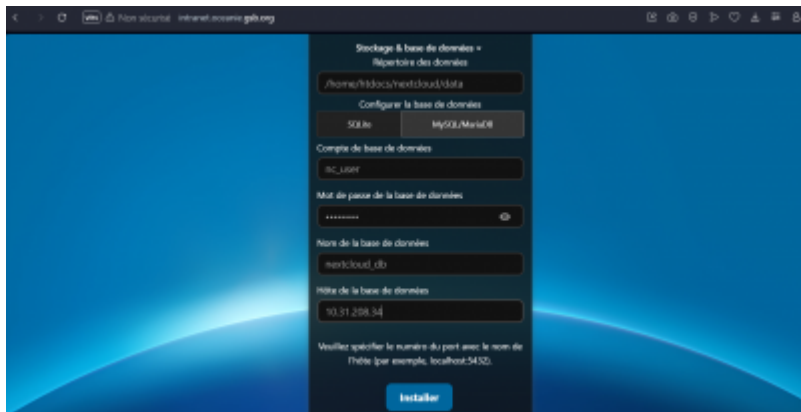 Non sécurisé intranet.oceanie.gsb.org
Stockage & base de données
Répertoire des données
/home/htdocs/nextcloud/data
Configurer la base de données
SQLite MySQL/MariaDB
Compte de base de données
nc_user
Mot de passe de la base de données
•••••••••
Nom de la base de données
nextcloud_db
Hôte de la base de données
10.31.208.34
Veuillez spécifier le numéro du port avec le nom de
l'hôte (par exemple, localhost:5432).
Installer